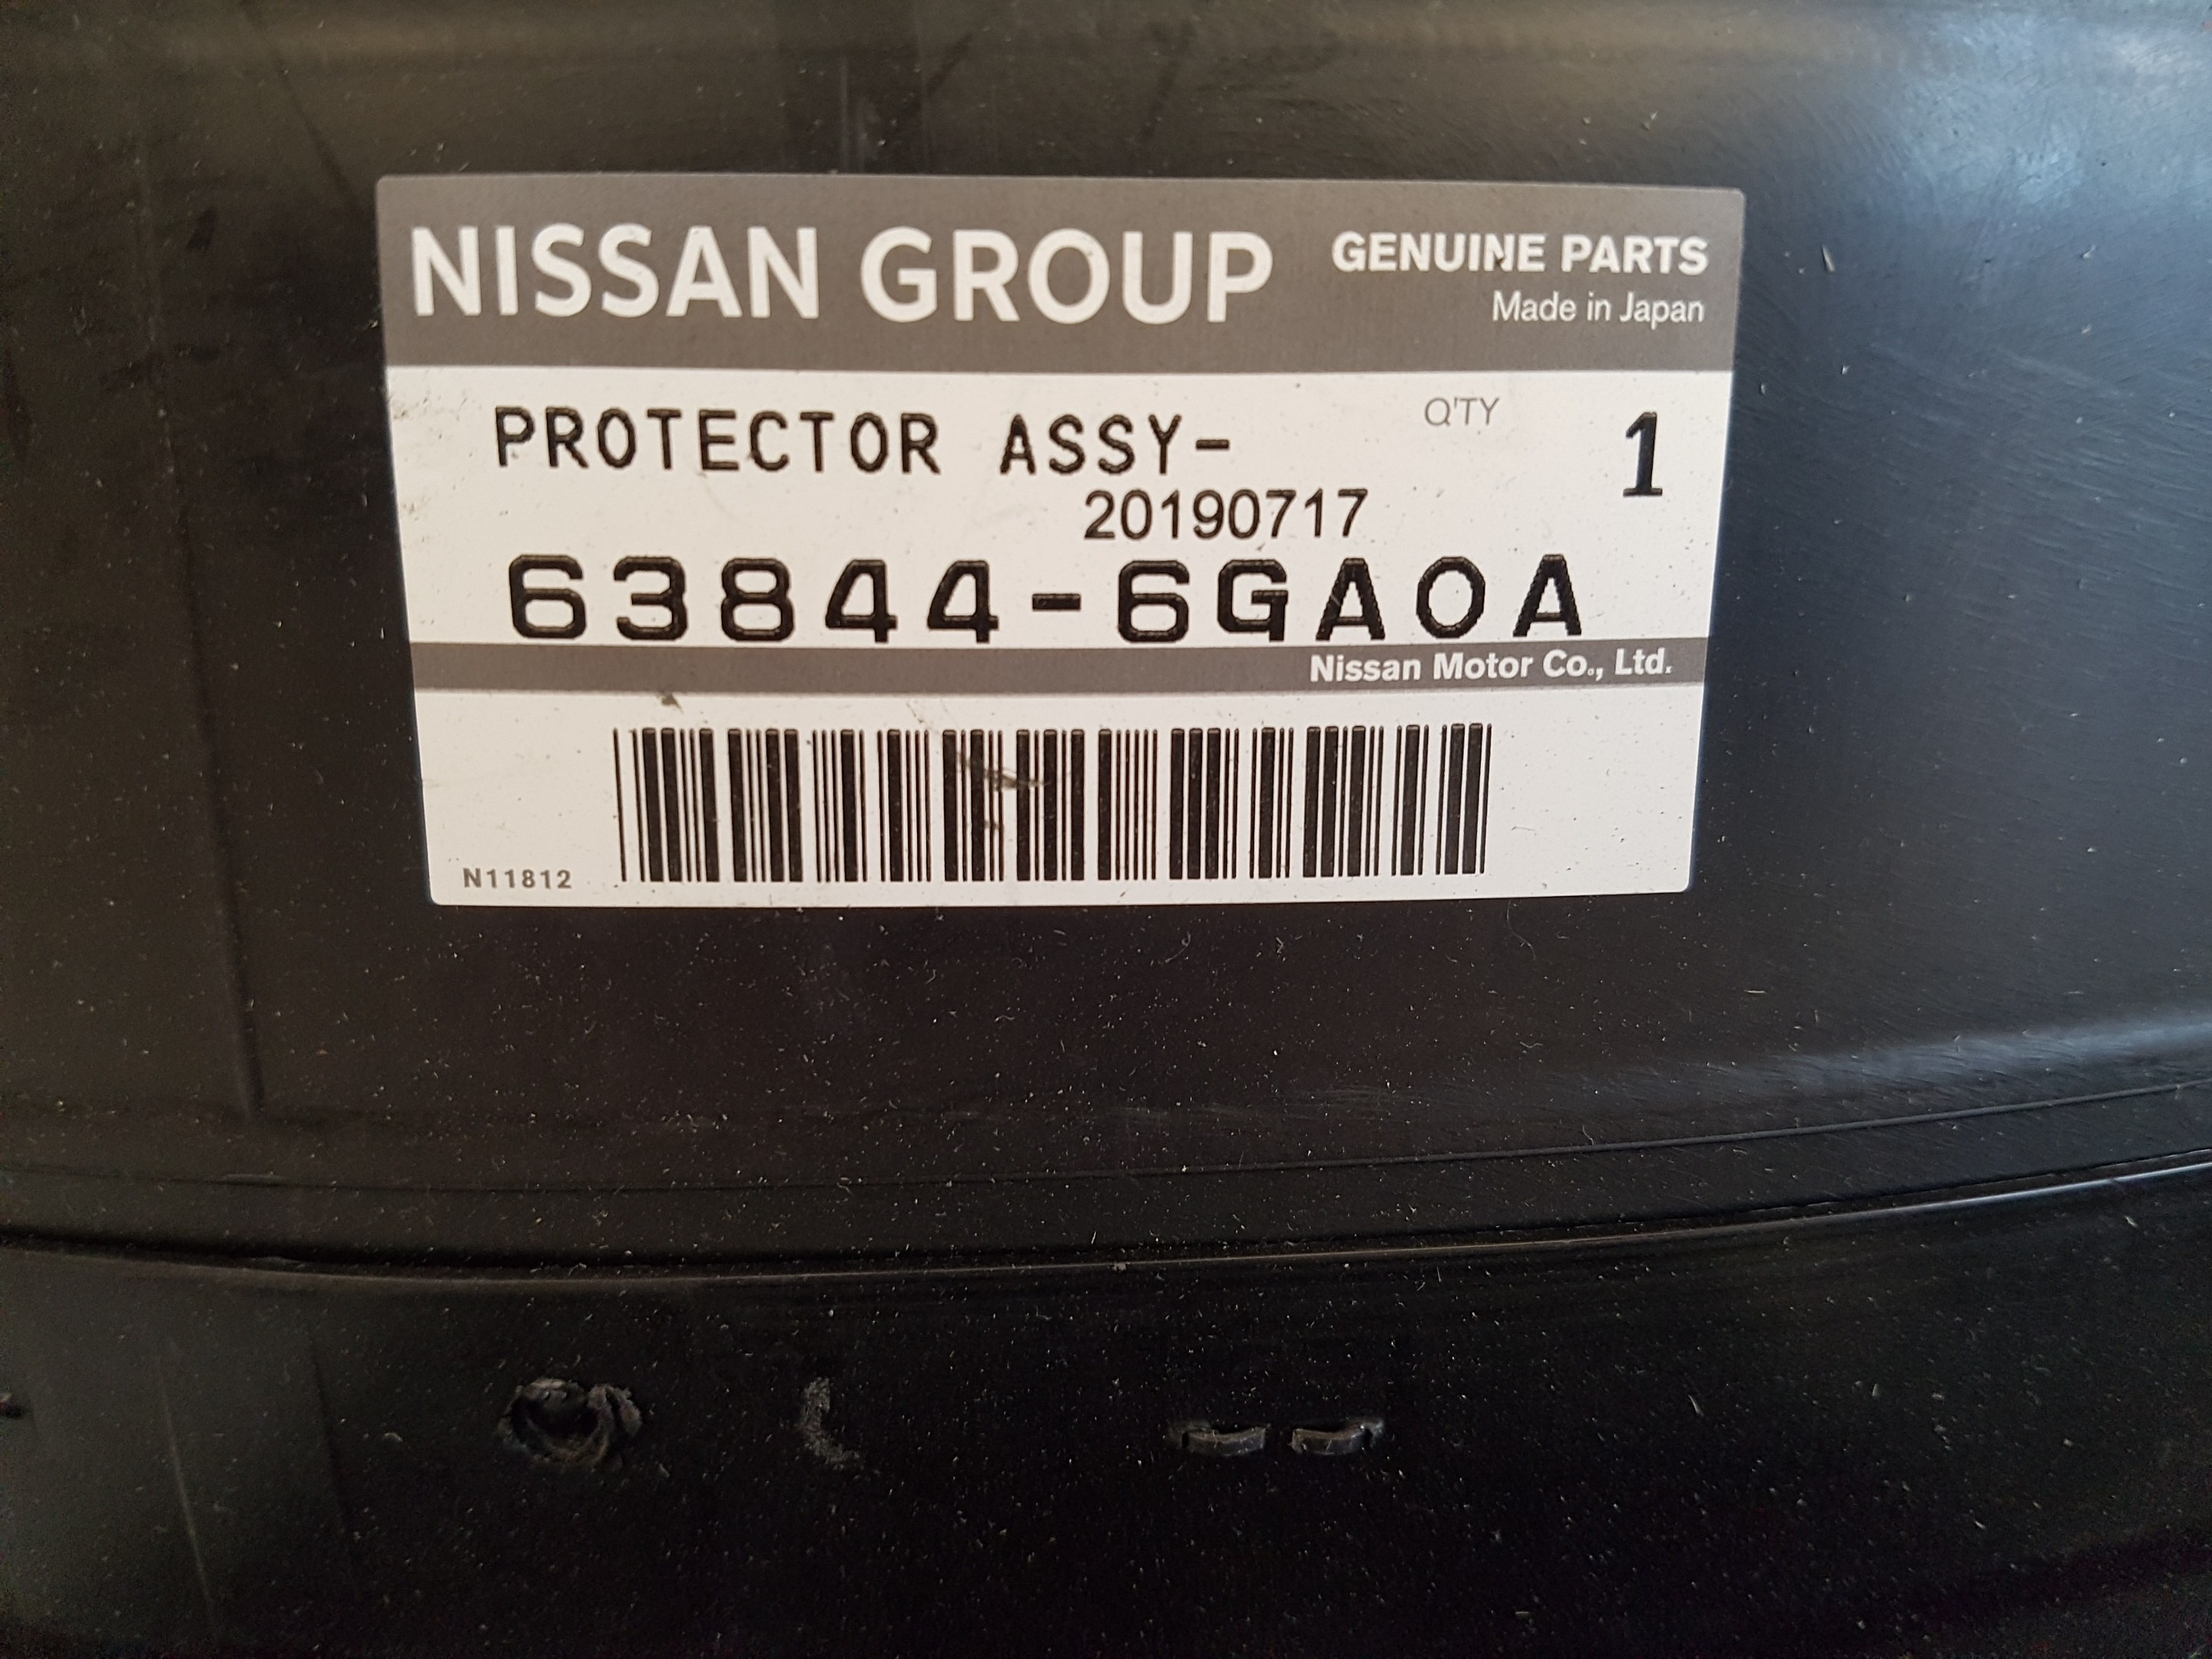 NISSAN GROUP
GENUINE PARTS
Made in Japan
PROTECTOR ASSY-
Q'TY 1
20190717
63844-6GA0A
Nissan Motor Co., Ltd.
N11812